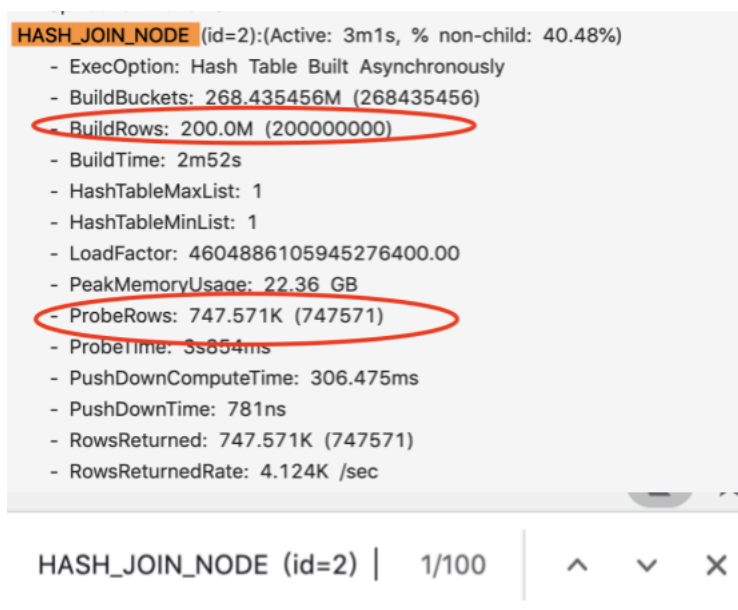 HASH_JOIN_NODE (id=2):(Active: 3m1s, % non-child: 40.48%)
- ExecOption: Hash Table Built Asynchronously
- BuildBuckets: 268.435456M (268435456)
- BuildRows: 200.0M (200000000)
- BuildTime: 2m52s
- HashTableMaxList: 1
- HashTableMinList: 1
- LoadFactor: 4604886105945276400.00
- PeakMemoryUsage: 22.36 GB
- ProbeRows: 747.571K (747571)
- ProbeTime: 3s854ms
- PushDownComputeTime: 306.475ms
- PushDownTime: 781ns
- RowsReturned: 747.571K (747571)
- RowsReturnedRate: 4.124K /sec
HASH_JOIN_NODE (id=2) 1/100